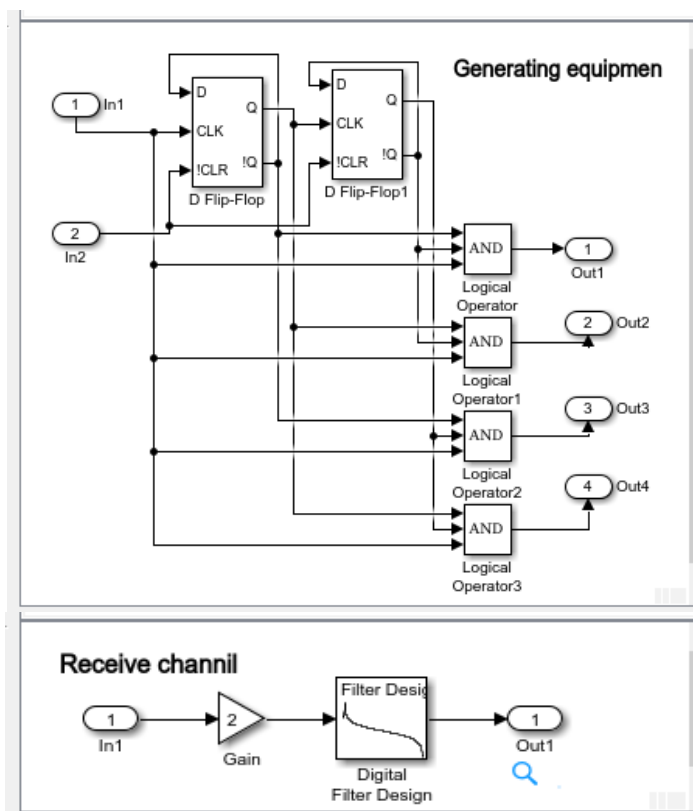 Generating equipmen
1
In1
2
In2
D
CLK
!CLR
Q
!Q
D Flip-Flop
D
CLK
!CLR
Q
!Q
D Flip-Flop1
AND
Logical
Operator
1
Out1
AND
Logical
Operator1
2
Out2
AND
Logical
Operator2
3
Out3
AND
Logical
Operator3
4
Out4
Receive channil
1
In1
2
Gain
Filter Desig
Digital
Filter Design
1
Out1